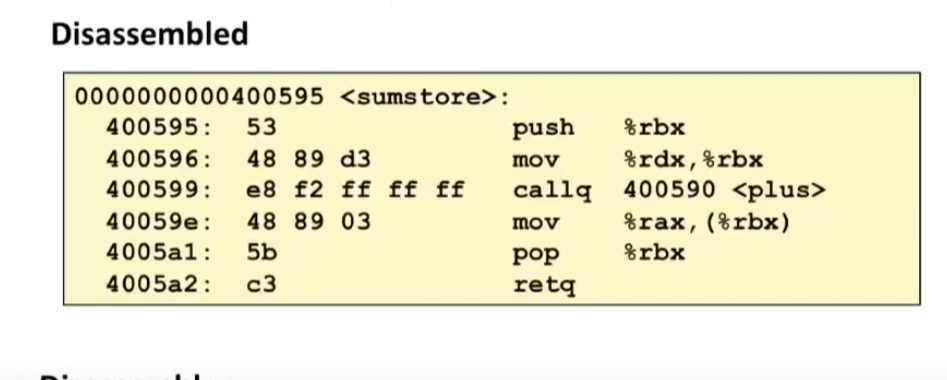 Disassembled
0000000000400595 <sumstore>:
400595: 53 push %rbx
400596: 48 89 d3 mov %rdx,%rbx
400599: e8 f2 ff ff ff callq 400590 <plus>
40059e: 48 89 03 mov %rax,(%rbx)
4005a1: 5b pop %rbx
4005a2: c3 retq